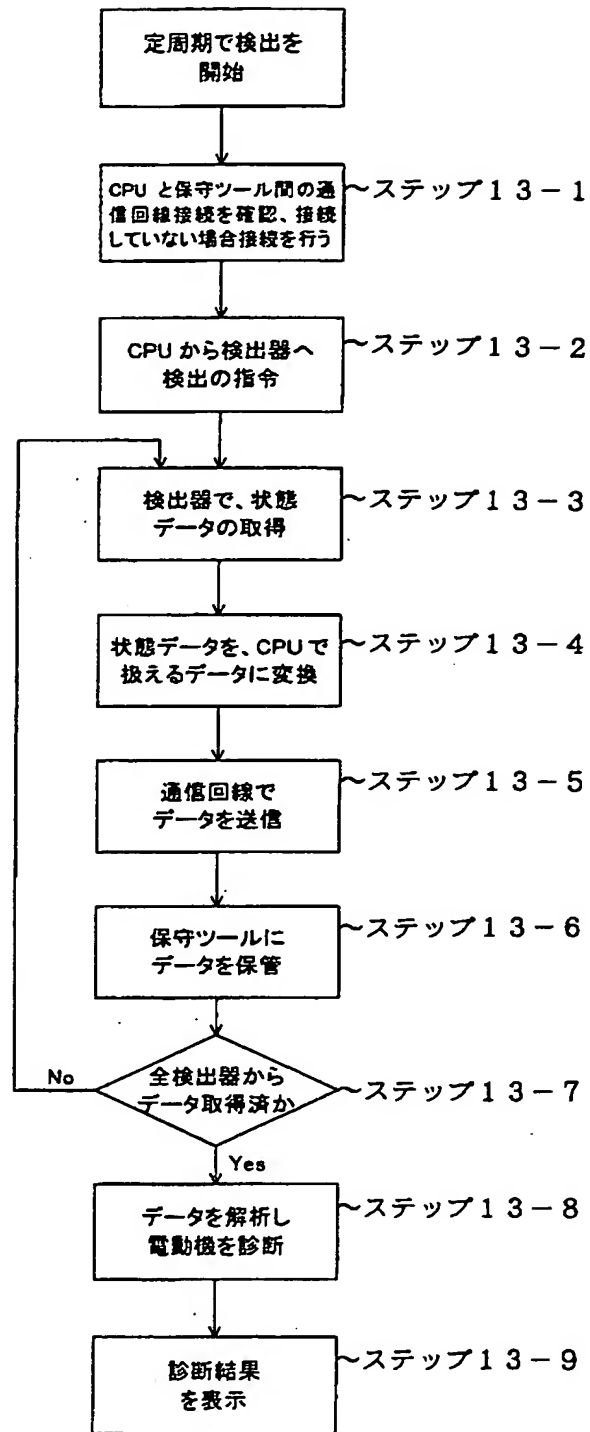 定周期で検出を
開始
CPU と保守ツール間の通
信回線接続を確認、接続
していない場合接続を行う
~ステップ13-1
CPU から検出器へ
検出の指令
~ステップ13-2
検出器で、状態
データの取得
~ステップ13-3
状態データを、CPU で
扱えるデータに変換
~ステップ13-4
通信回線で
データを送信
~ステップ13-5
保守ツールに
データを保管
~ステップ13-6
全検出器から
データ取得済か
~ステップ13-7
No
Yes
データを解析し
電動機を診断
~ステップ13-8
診断結果
を表示
~ステップ13-9